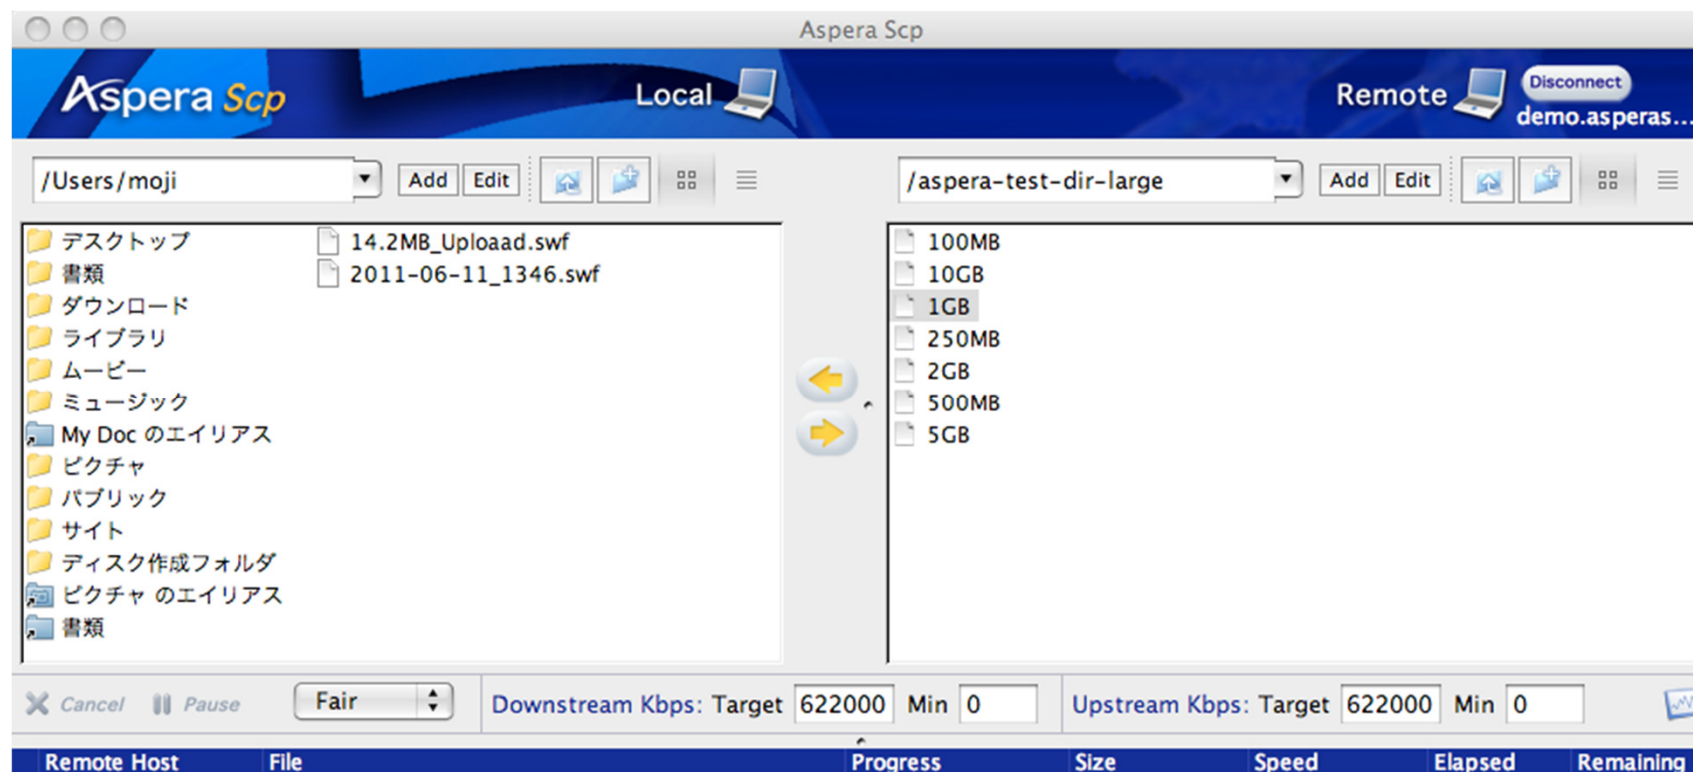 Aspera Scp
Aspera Scp
Local
Remote
Disconnect
demo.asperas...
/Users/moji
Add
Edit
/aspera-test-dir-large
Add
Edit
デスクトップ
書類
ダウンロード
ライブラリ
ムービー
ミュージック
My Doc のエイリアス
ピクチャ
パブリック
サイト
ディスク作成フォルダ
ピクチャ のエイリアス
書類
14.2MB_Uploaad.swf
2011-06-11_1346.swf
100MB
10GB
1GB
250MB
2GB
500MB
5GB
Cancel
Pause
Fair
Downstream Kbps: Target 622000 Min 0
Upstream Kbps: Target 622000 Min 0
Remote Host File Progress Size Speed Elapsed Remaining